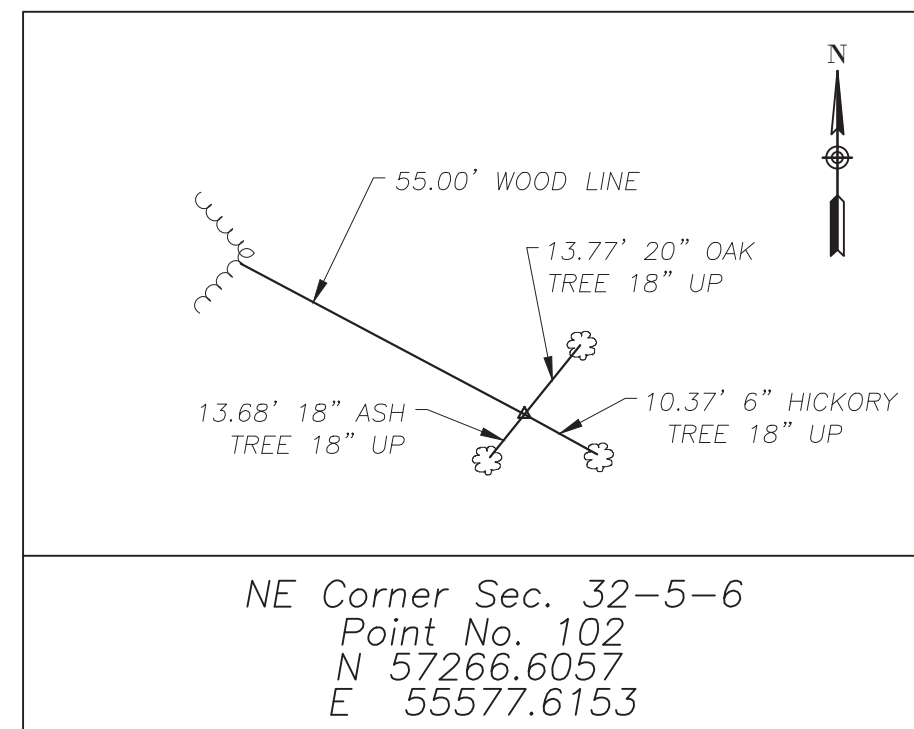 N
55.00' WOOD LINE
13.77' 20" OAK
TREE 18" UP
13.68' 18" ASH
TREE 18" UP
10.37' 6" HICKORY
TREE 18" UP
NE Corner Sec. 32-5-6
Point No. 102
N 57266.6057
E 55577.6153